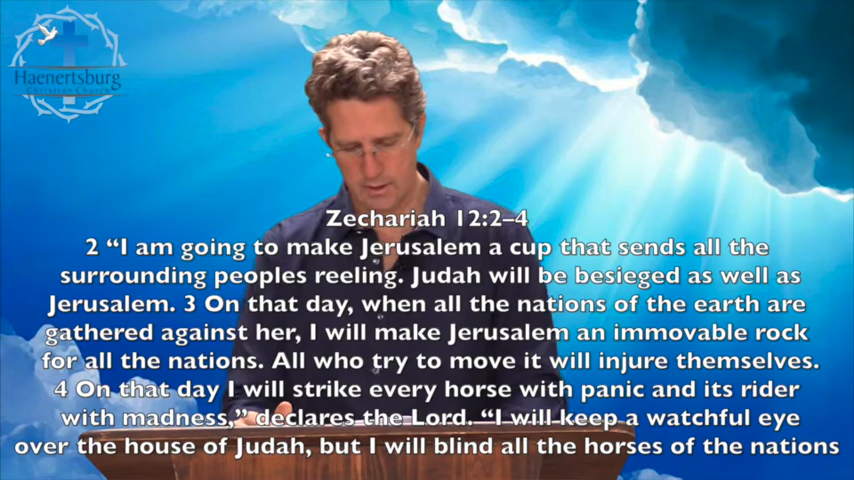 Haenertsburg
Christian Church
Zechariah 12:2–4
2 “I am going to make Jerusalem a cup that sends all the
surrounding peoples reeling. Judah will be besieged as well as
Jerusalem. 3 On that day, when all the nations of the earth are
gathered against her, I will make Jerusalem an immovable rock
for all the nations. All who try to move it will injure themselves.
4 On that day I will strike every horse with panic and its rider
with madness,” declares the Lord. “I will keep a watchful eye
over the house of Judah, but I will blind all the horses of the nations